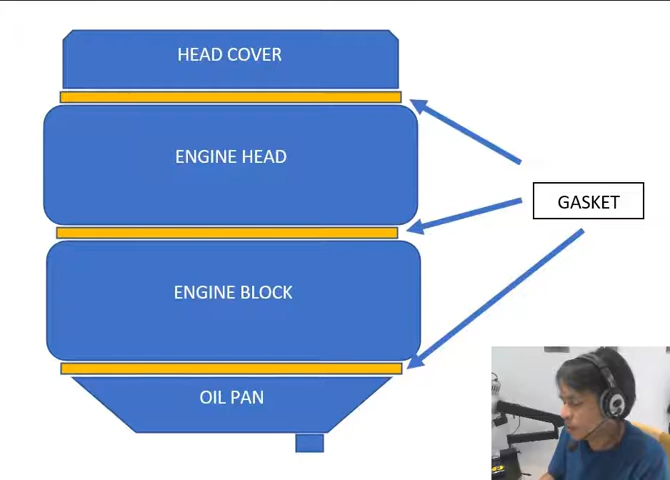 HEAD COVER
ENGINE HEAD
GASKET
ENGINE BLOCK
OIL PAN